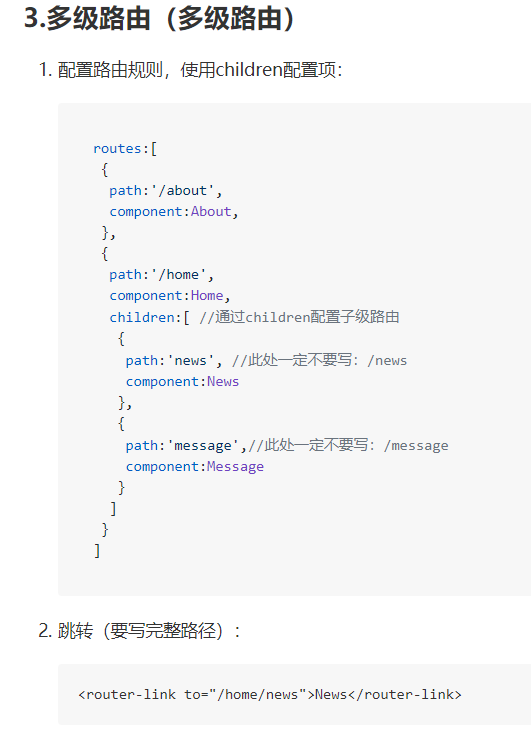 3.多级路由（多级路由）
1. 配置路由规则，使用children配置项：
routes:[
{
path:'/about',
component:About,
},
{
path:'/home',
component:Home,
children:[ //通过children配置子级路由
{
path:'news', //此处一定不要写：/news
component:News
},
{
path:'message',//此处一定不要写：/message
component:Message
}
]
}
]
2. 跳转（要写完整路径）：
<router-link to="/home/news">News</router-link>